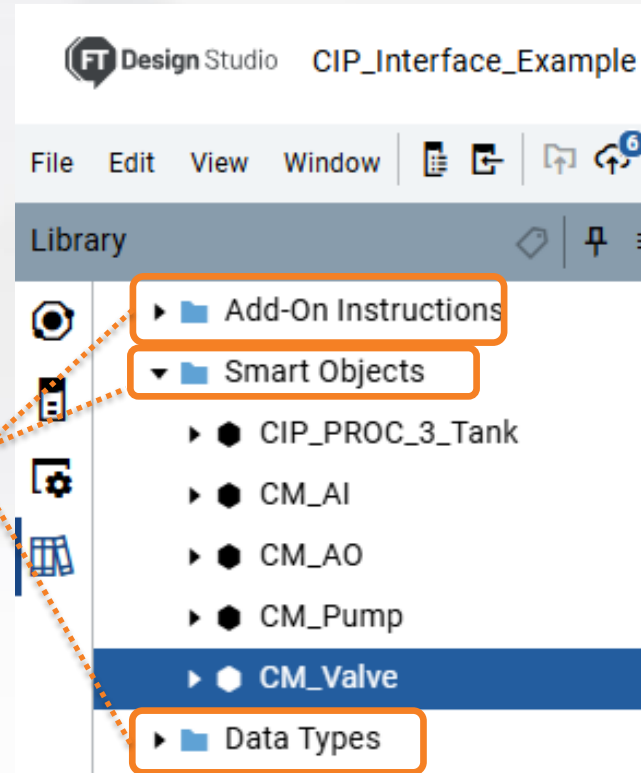 FT Design Studio CIP_Interface_Example
File Edit View Window 6
Library
Add-On Instructions
Smart Objects
CIP_PROC_3_Tank
CM_AI
CM_AO
CM_Pump
CM_Valve
Data Types